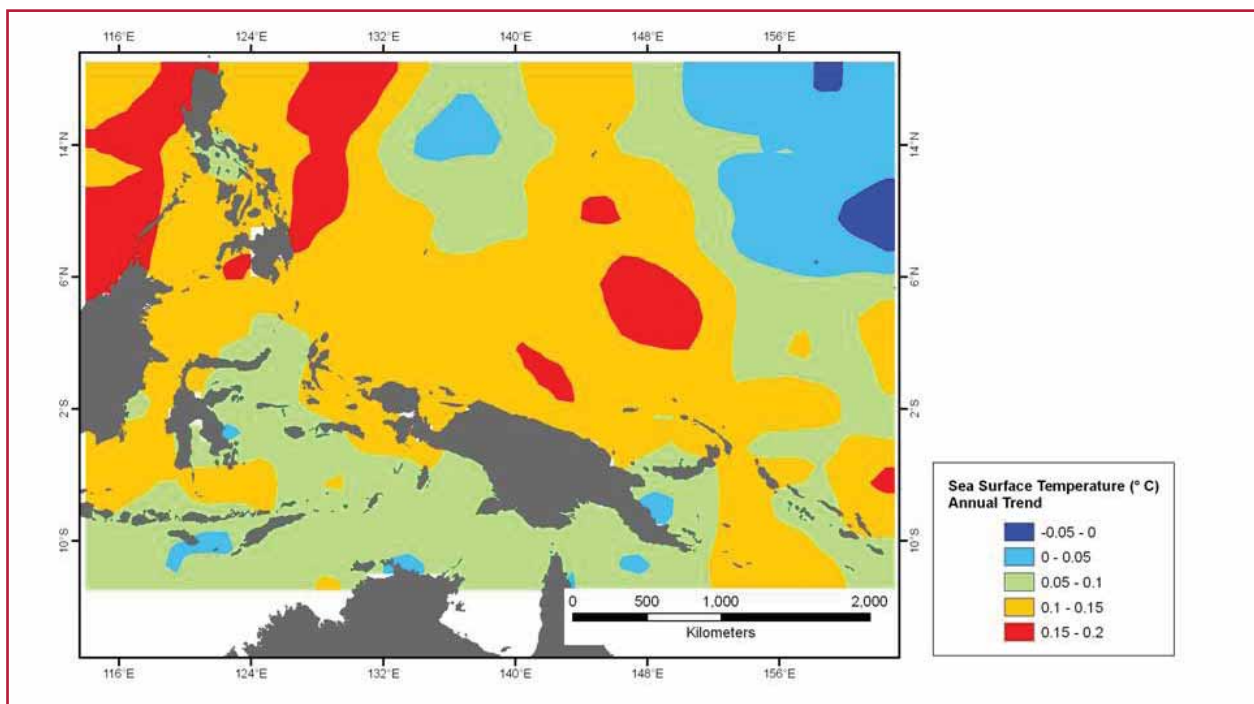 116°E 124°E 132°E 140°E 148°E 156°E
14°N 14°N
6°N 6°N
2°S 2°S
10°S 10°S
Sea Surface Temperature (° C)
Annual Trend
-0.05 - 0
0 - 0.05
0.05 - 0.1
0.1 - 0.15
0.15 - 0.2
0 500 1,000 2,000
Kilometers
116°E 124°E 132°E 140°E 148°E 156°E